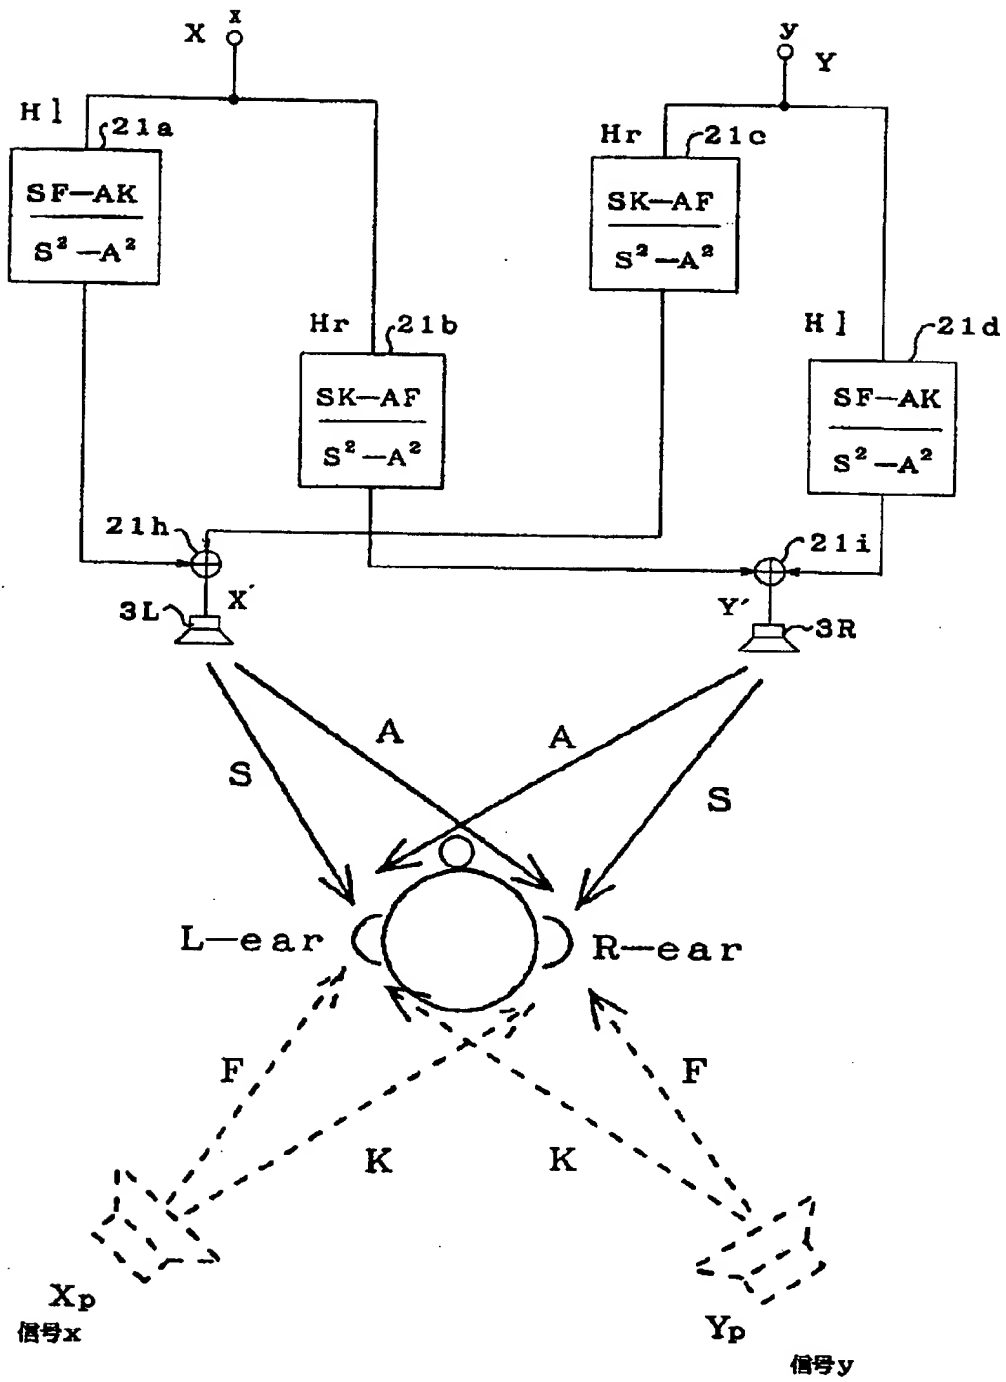 x
X
y
Y
Hl
21a
SF—AK
S² —A²
Hr
21c
SK—AF
S² —A²
Hr
21b
SK—AF
S² —A²
Hl
21d
SF—AK
S² —A²
21h
21i
X'
Y'
3L
3R
A
A
S
S
L—ear
R—ear
F
F
K
K
Xp
信号x
Yp
信号y